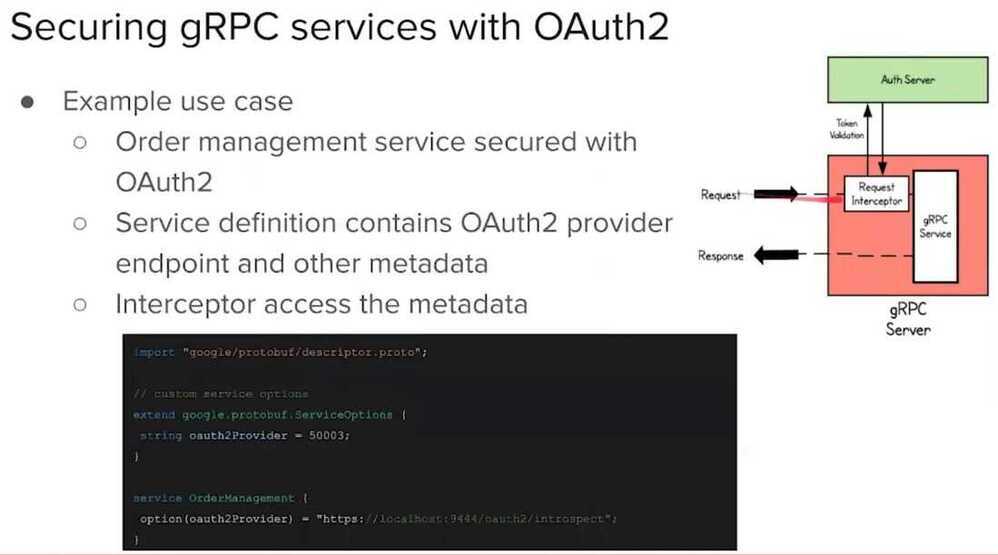 Securing gRPC services with OAuth2
● Example use case
○ Order management service secured with
OAuth2
○ Service definition contains OAuth2 provider
endpoint and other metadata
○ Interceptor access the metadata
import "google/protobuf/descriptor.proto";
// custom service options
extend google.protobuf.ServiceOptions {
string oauth2Provider = 50003;
}
service OrderManagement {
option(oauth2Provider) = "https://localhost:9444/oauth2/introspect";
}
Auth Server
Token
Validation
Request
Request
Interceptor
gRPC
Service
Response
gRPC
Server